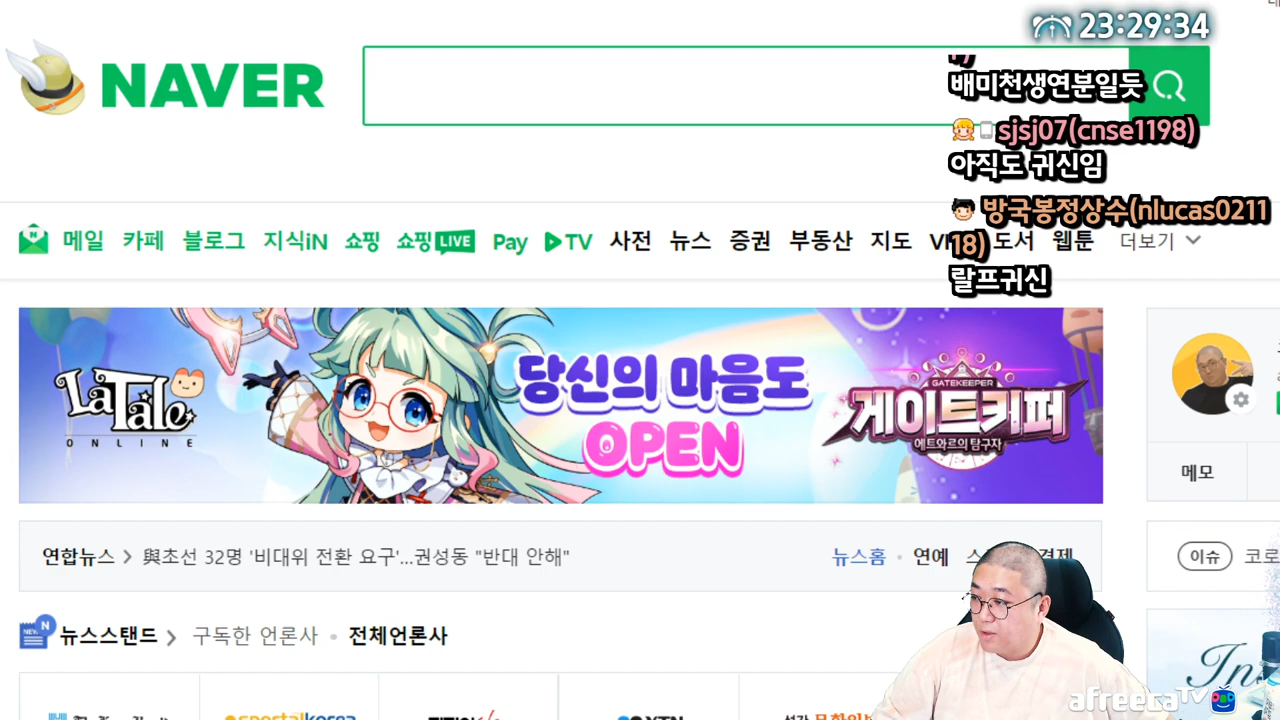 23:29:34
NAVER
배미천생연분일듯
sjsj07(cnse1198)
아직도 귀신임
방국봉정상수(nlucas0211
18)
랄프귀신
메일 카페 블로그 지식iN 쇼핑 쇼핑LIVE Pay TV 사전 뉴스 증권 부동산 지도 도서 웹툰 더보기
LaTale
ONLINE
당신의 마음도
OPEN
GATEKEEPER
게이트키퍼
에트와르의 탐구자
메모
연합뉴스 > 與초선 32명 '비대위 전환 요구'...권성동 "반대 안해"
뉴스홈 연예 경제
이슈 코로
NEW N 뉴스스탠드 > 구독한 언론사 전체언론사
afreecaTV